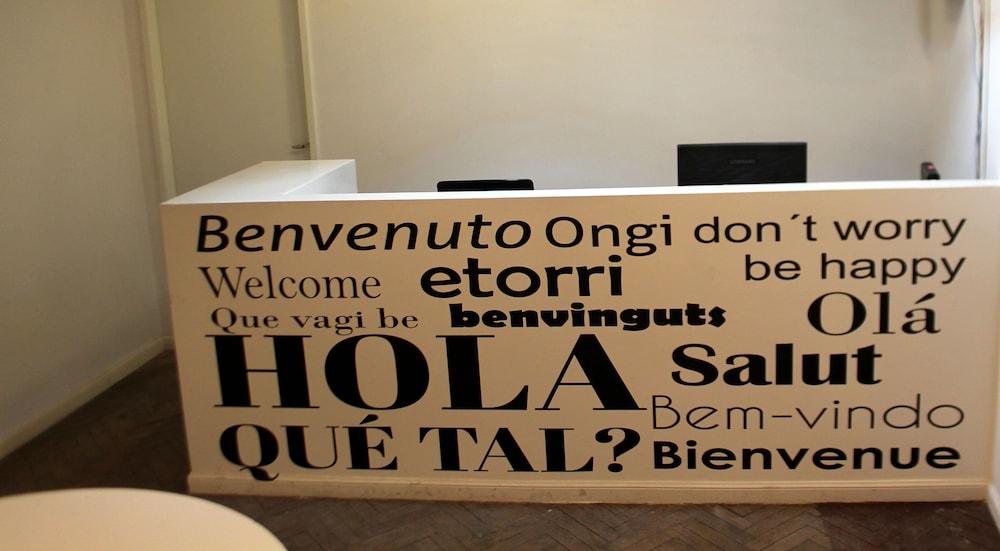 Benvenuto Ongi don´t worry
Welcome etorri be happy
Que vagi be benvinguts Olá
HOLA Salut
Bem-vindo
QUÉ TAL? Bienvenue
SAMSUNG